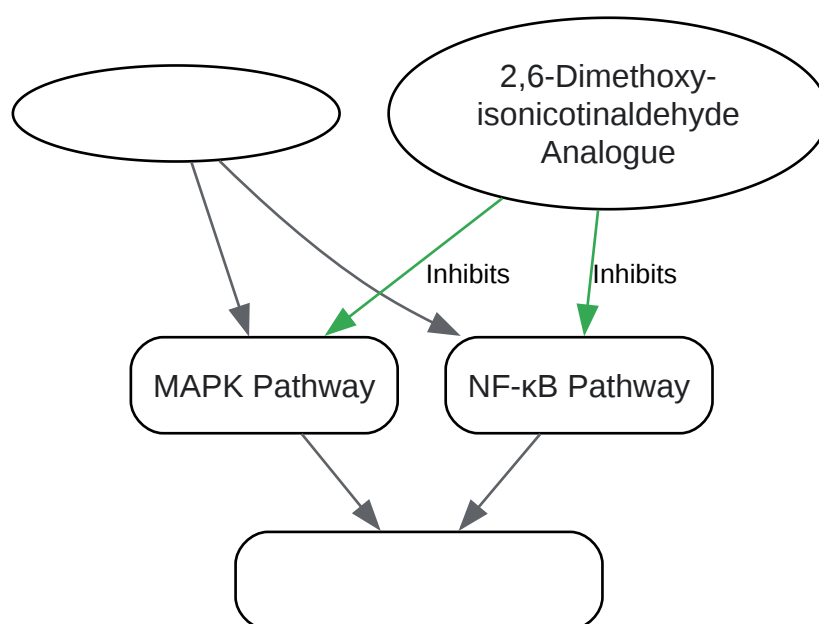 2,6-Dimethoxy-
isonicotinaldehyde
Analogue
Inhibits
Inhibits
MAPK Pathway
NF-κB Pathway